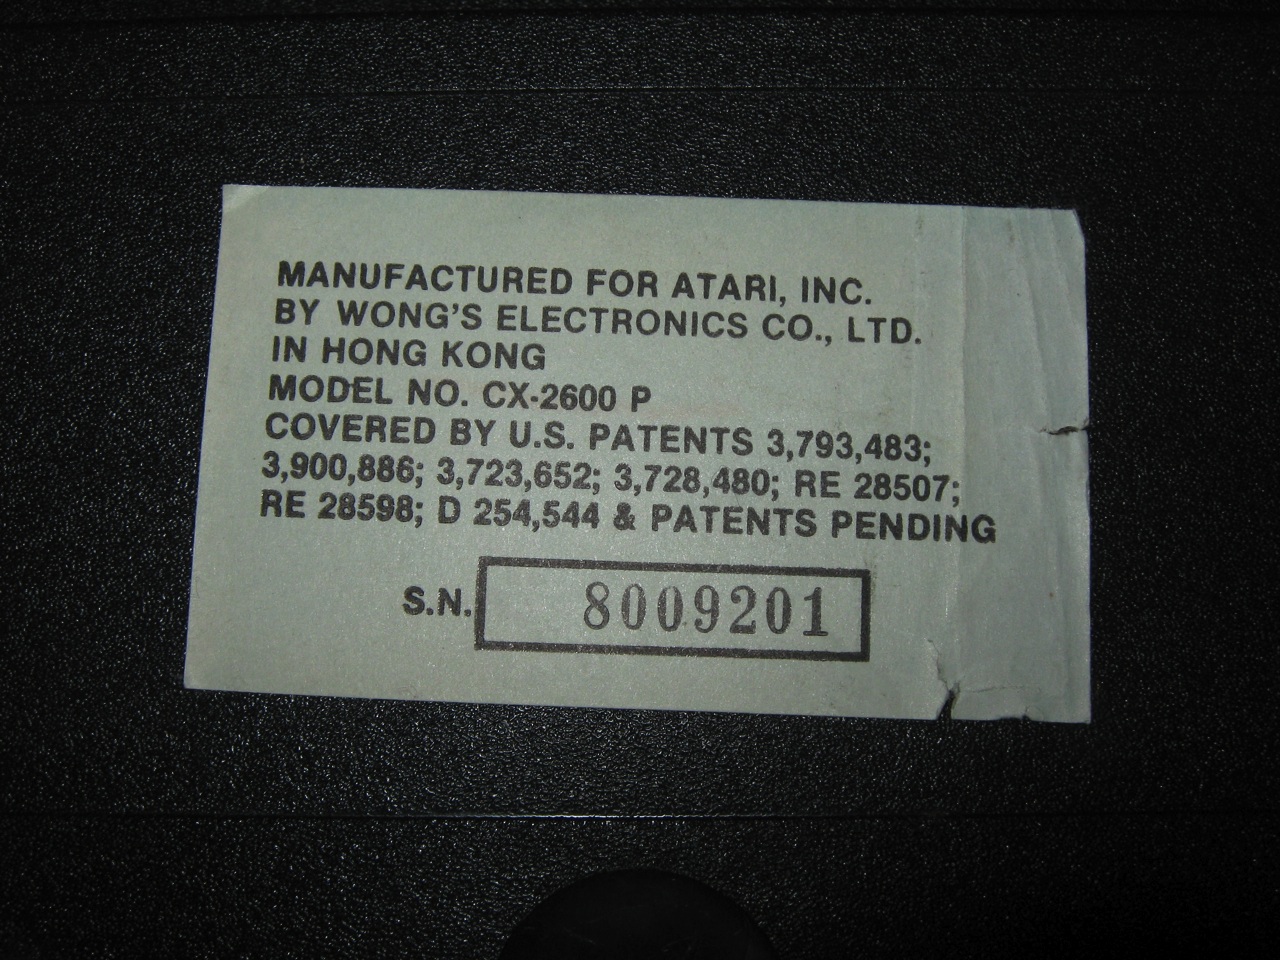 MANUFACTURED FOR ATARI, INC.
BY WONG'S ELECTRONICS CO., LTD.
IN HONG KONG
MODEL NO. CX-2600 P
COVERED BY U.S. PATENTS 3,793,483;
3,900,886; 3,723,652; 3,728,480; RE 28507;
RE 28598; D 254,544 & PATENTS PENDING
S.N. 8009201